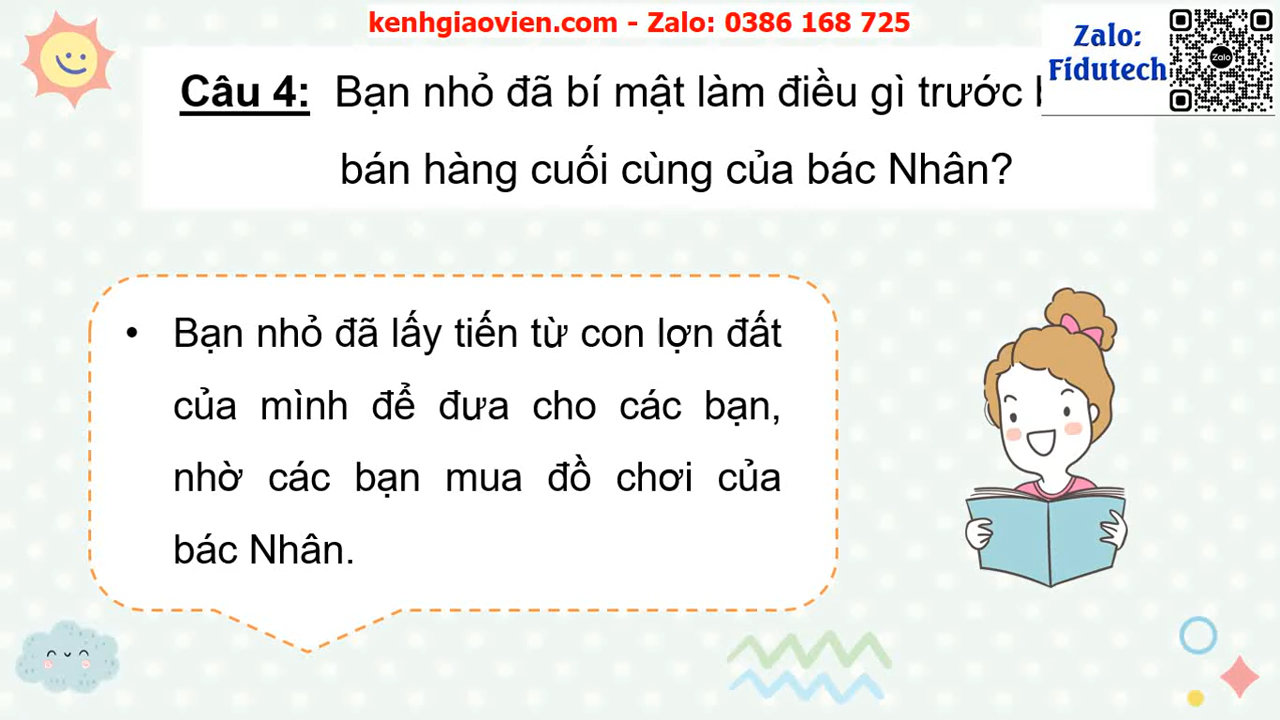 kenhgiaovien.com - Zalo: 0386 168 725
Zalo:
Fidutech
Zalo
Câu 4: Bạn nhỏ đã bí mật làm điều gì trước
bán hàng cuối cùng của bác Nhân?
• Bạn nhỏ đã lấy tiến từ con lợn đất
của mình để đưa cho các bạn,
nhờ các bạn mua đồ chơi của
bác Nhân.